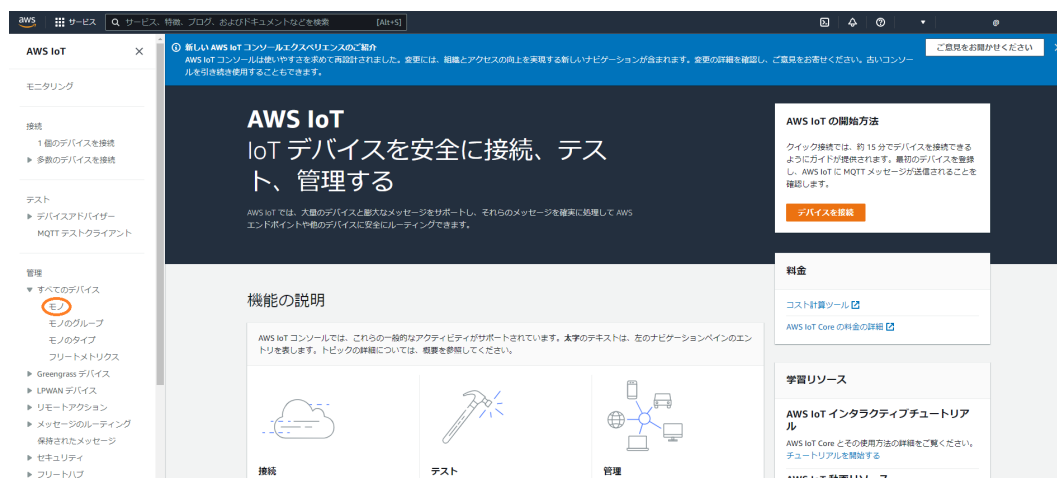 aws
サービス
サービス、特徴、ブログ、およびドキュメントなどを検索
[Alt+S]
@
AWS IoT
モニタリング
接続
1 個のデバイスを接続
多数のデバイスを接続
テスト
デバイスアドバイザー
MQTT テストクライアント
管理
すべてのデバイス
モノ
モノのグループ
モノのタイプ
フリートメトリクス
Greengrass デバイス
LPWAN デバイス
リモートアクション
メッセージのルーティング
保持されたメッセージ
セキュリティ
フリートハブ
新しい AWS IoT コンソールエクスペリエンスのご紹介
AWS IoT コンソールは使いやすさを求めて再設計されました。変更には、組織とアクセスの向上を実現する新しいナビゲーションが含まれます。変更の詳細を確認し、ご意見をお寄せください。古いコンソー
ルを引き続き使用することもできます。
ご意見をお聞かせください
AWS IoT
IoT デバイスを安全に接続、テス
ト、管理する
AWS IoT では、大量のデバイスと膨大なメッセージをサポートし、それらのメッセージを確実に処理して AWS
エンドポイントや他のデバイスに安全にルーティングできます。
AWS IoT の開始方法
クイック接続では、約 15 分でデバイスを接続できる
ようにガイドが提供されます。最初のデバイスを登録
し、AWS IoT に MQTT メッセージが送信されることを
確認します。
デバイスを接続
料金
コスト計算ツール
AWS IoT Core の料金の詳細
機能の説明
AWS IoT コンソールでは、これらの一般的なアクティビティがサポートされています。太字のテキストは、左のナビゲーションペインのエン
トリを表します。トピックの詳細については、概要を参照してください。
接続
テスト
管理
学習リソース
AWS IoT インタラクティブチュートリア
ル
AWS IoT Core とその使用方法の詳細をご覧ください。
チュートリアルを開始する
AWS IoT 動画リソース